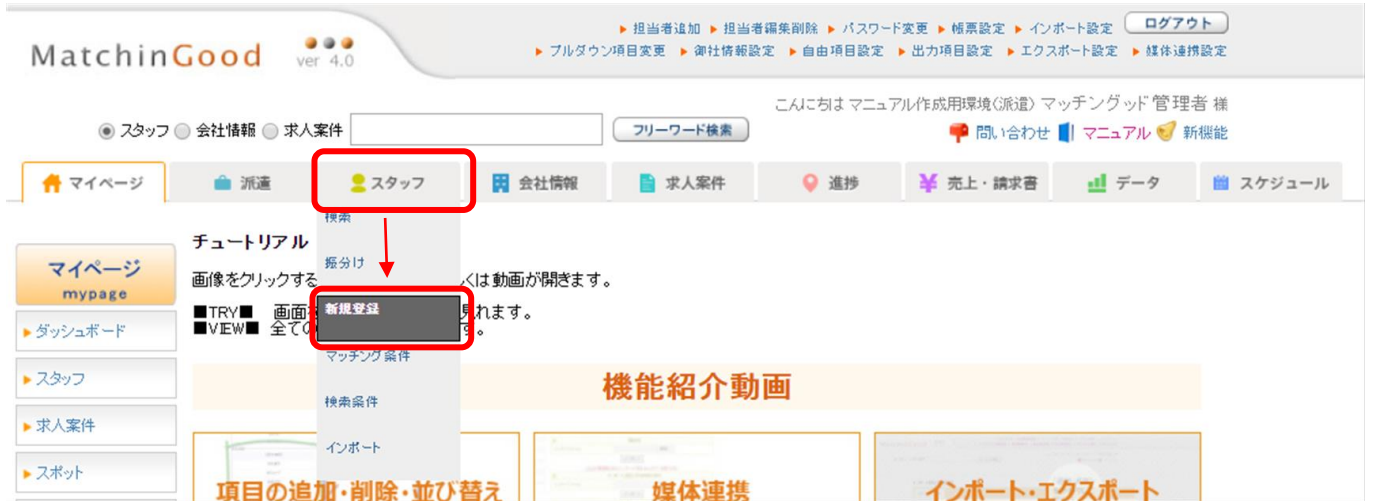 ▶ 担当者追加 ▶ 担当者編集削除 ▶ パスワード変更 ▶ 帳票設定 ▶ インポート設定 ログアウト
▶ プルダウン項目変更 ▶ 御社情報設定 ▶ 自由項目設定 ▶ 出力項目設定 ▶ エクスポート設定 ▶ 媒体連携設定
MatchinGood ver 4.0
こんにちは マニュアル作成用環境(派遣) マッチングッド 管理者 様
スタッフ 会社情報 求人案件 フリーワード検索
問い合わせ マニュアル 新機能
マイページ 派遣 スタッフ 会社情報 求人案件 進捗 売上・請求書 データ スケジュール
検索
振分け
新規登録
マッチング条件
検索条件
インポート
マイページ
mypage
▶ ダッシュボード
▶ スタッフ
▶ 求人案件
▶ スポット
チュートリアル
画像をクリックする くは動画が開きます。
■TRY■ 画面 見れます。
■VIEW■ 全ての す。
機能紹介動画
項目の追加・削除・並び替え
媒体連携
インポート・エクスポート